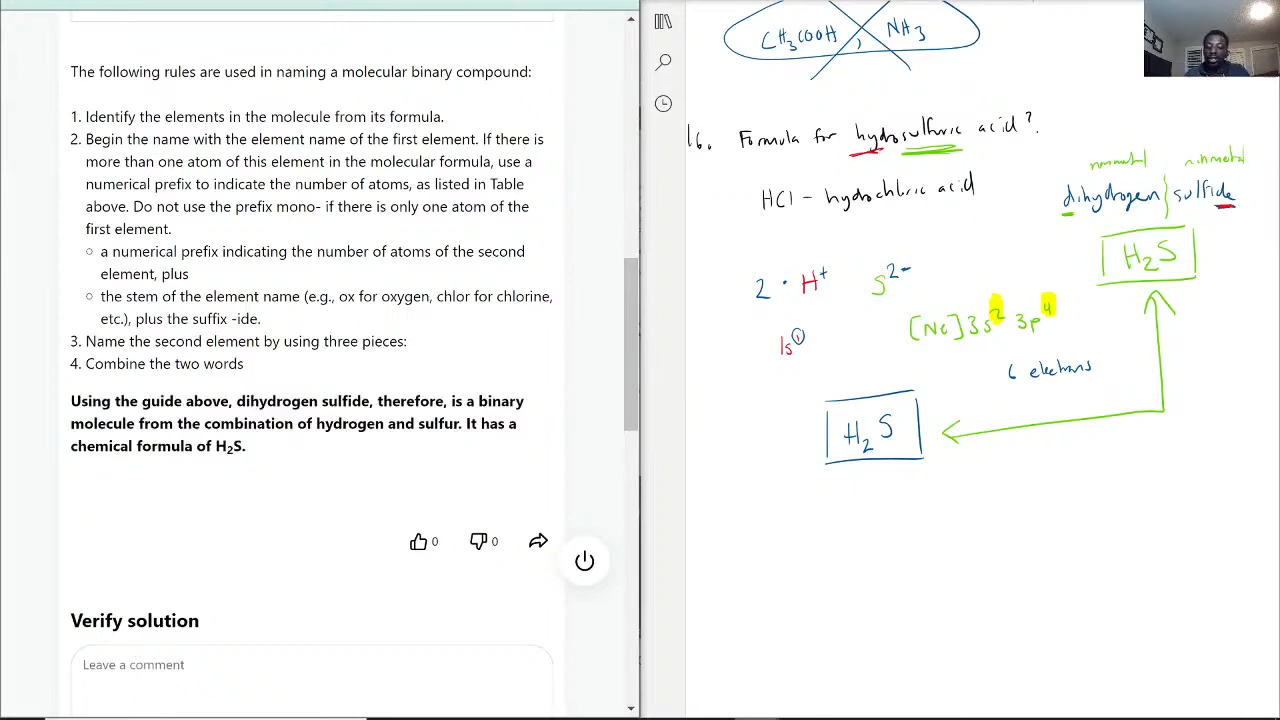 The following rules are used in naming a molecular binary compound:
1. Identify the elements in the molecule from its formula.
2. Begin the name with the element name of the first element. If there is
more than one atom of this element in the molecular formula, use a
numerical prefix to indicate the number of atoms, as listed in Table
above. Do not use the prefix mono- if there is only one atom of the
first element.
a numerical prefix indicating the number of atoms of the second
element, plus
the stem of the element name (e.g., ox for oxygen, chlor for chlorine,
etc.), plus the suffix -ide.
3. Name the second element by using three pieces:
4. Combine the two words
Using the guide above, dihydrogen sulfide, therefore, is a binary
molecule from the combination of hydrogen and sulfur. It has a
chemical formula of H₂S.
0 0
Verify solution
Leave a comment
CH₃COOH , NH₃
16. Formula for hydrosulfuric acid?
HCl - hydrochloric acid
nonmetal nonmetal
dihydrogen sulfide
H₂S
2 · H⁺ S²⁻
[Ne] 3s² 3p⁴
1s¹
6 electrons
H₂S